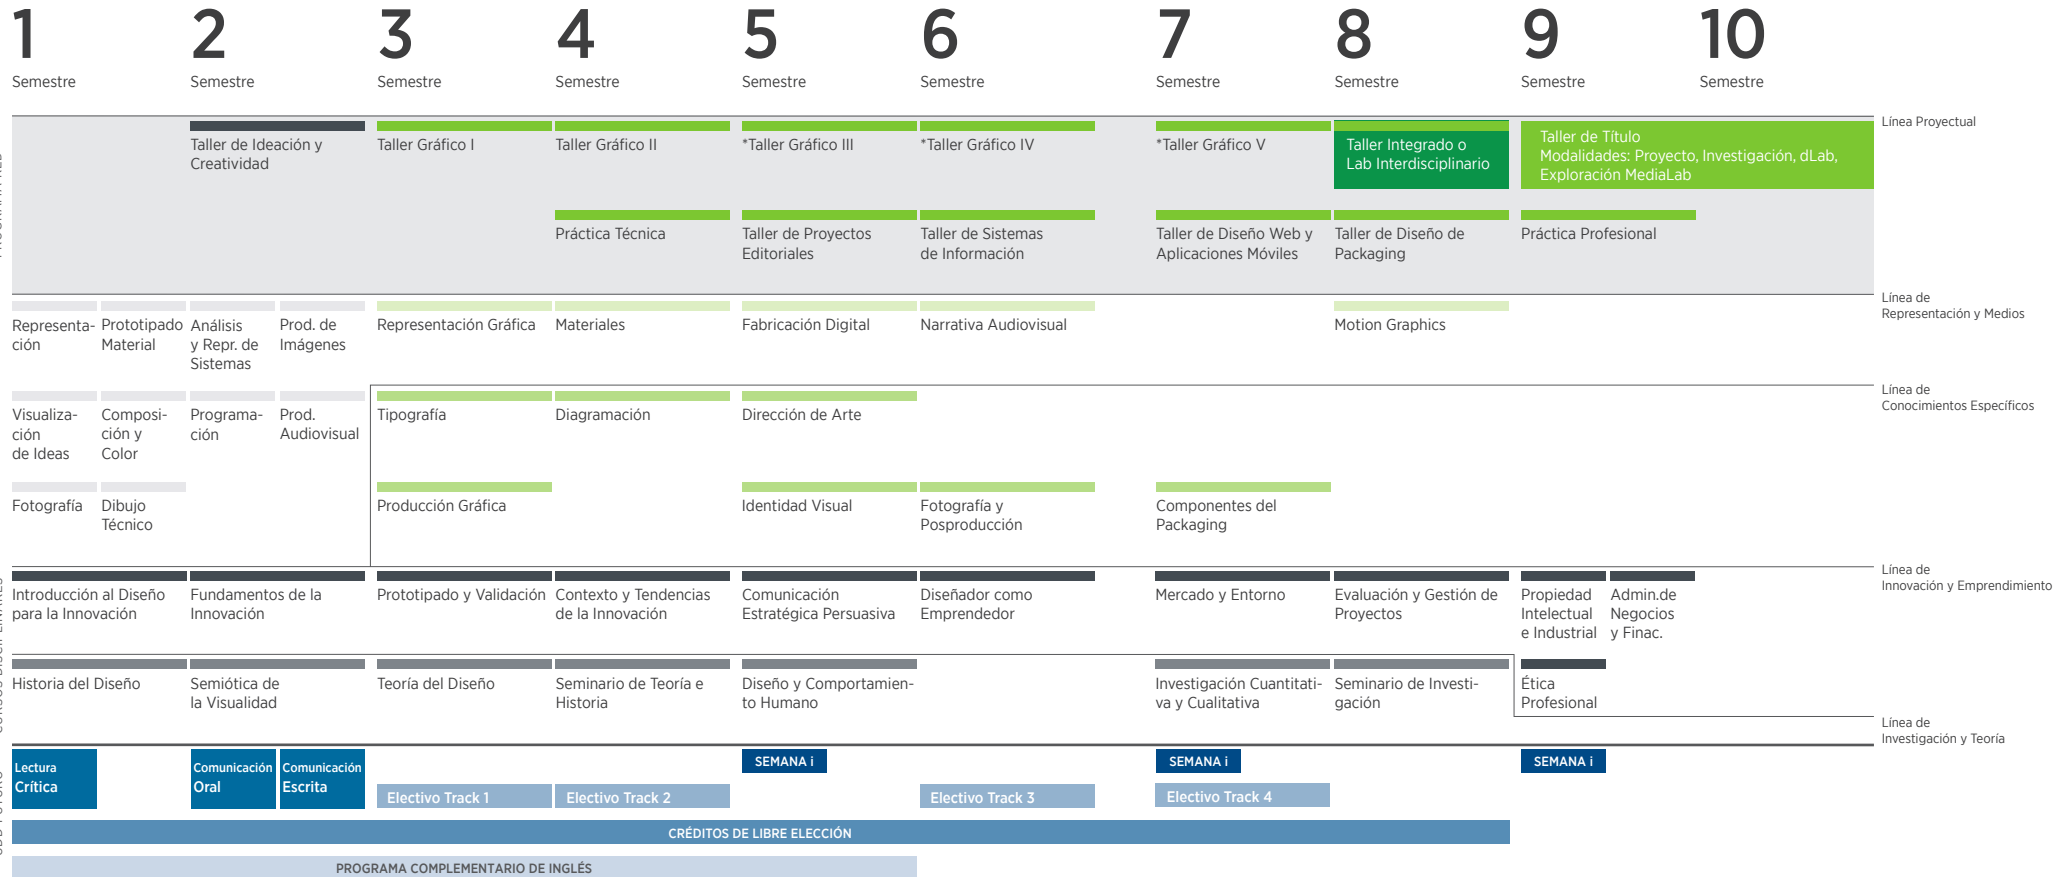 1
2
3
4
5
6
7
8
9
10
Semestre
Semestre
Semestre
Semestre
Semestre
Semestre
Semestre
Semestre
Semestre
Semestre
Línea Proyectual
Taller de Ideación y
Creatividad
Taller Gráfico I
Taller Gráfico II
*Taller Gráfico III
*Taller Gráfico IV
*Taller Gráfico V
Taller Integrado o
Lab Interdisciplinario
Taller de Título
Modalidades: Proyecto, Investigación, dLab,
Exploración MediaLab
Práctica Técnica
Taller de Proyectos
Editoriales
Taller de Sistemas
de Información
Taller de Diseño Web y
Aplicaciones Móviles
Taller de Diseño de
Packaging
Práctica Profesional
Línea de
Representación y Medios
Representa-
ción
Prototipado
Material
Análisis
y Repr. de
Sistemas
Prod. de
Imágenes
Representación Gráfica
Materiales
Fabricación Digital
Narrativa Audiovisual
Motion Graphics
Línea de
Conocimientos Específicos
Visualiza-
ción
de Ideas
Composi-
ción y
Color
Programa-
ción
Prod.
Audiovisual
Tipografía
Diagramación
Dirección de Arte
Fotografía
Dibujo
Técnico
Producción Gráfica
Identidad Visual
Fotografía y
Posproducción
Componentes del
Packaging
Línea de
Innovación y Emprendimiento
Introducción al Diseño
para la Innovación
Fundamentos de la
Innovación
Prototipado y Validación
Contexto y Tendencias
de la Innovación
Comunicación
Estratégica Persuasiva
Diseñador como
Emprendedor
Mercado y Entorno
Evaluación y Gestión de
Proyectos
Propiedad
Intelectual
e Industrial
Admin.de
Negocios
y Finac.
Historia del Diseño
Semiótica de
la Visualidad
Teoría del Diseño
Seminario de Teoría e
Historia
Diseño y Comportamien-
to Humano
Investigación Cuantitati-
va y Cualitativa
Seminario de Investi-
gación
Ética
Profesional
Línea de
Investigación y Teoría
Lectura
Crítica
Comunicación
Oral
Comunicación
Escrita
SEMANA i
SEMANA i
SEMANA i
Electivo Track 1
Electivo Track 2
Electivo Track 3
Electivo Track 4
CRÉDITOS DE LIBRE ELECCIÓN
PROGRAMA COMPLEMENTARIO DE INGLÉS